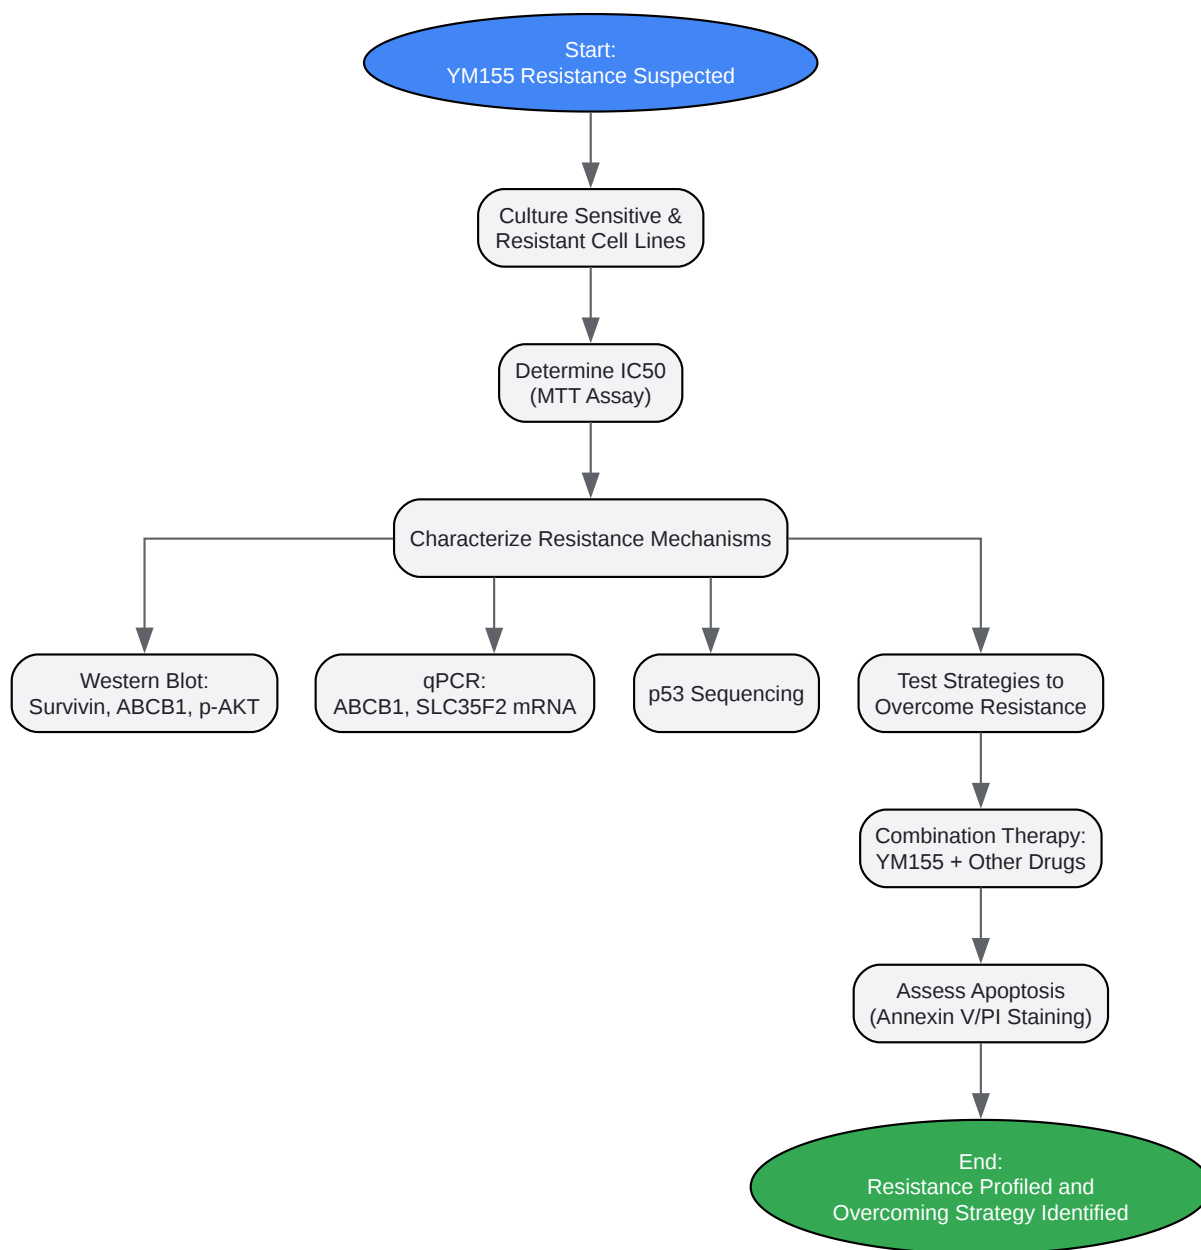 Start:
YM155 Resistance Suspected
Culture Sensitive &
Resistant Cell Lines
Determine IC50
(MTT Assay)
Characterize Resistance Mechanisms
Western Blot:
Survivin, ABCB1, p-AKT
qPCR:
ABCB1, SLC35F2 mRNA
p53 Sequencing
Test Strategies to
Overcome Resistance
Combination Therapy:
YM155 + Other Drugs
Assess Apoptosis
(Annexin V/PI Staining)
End:
Resistance Profiled and
Overcoming Strategy Identified